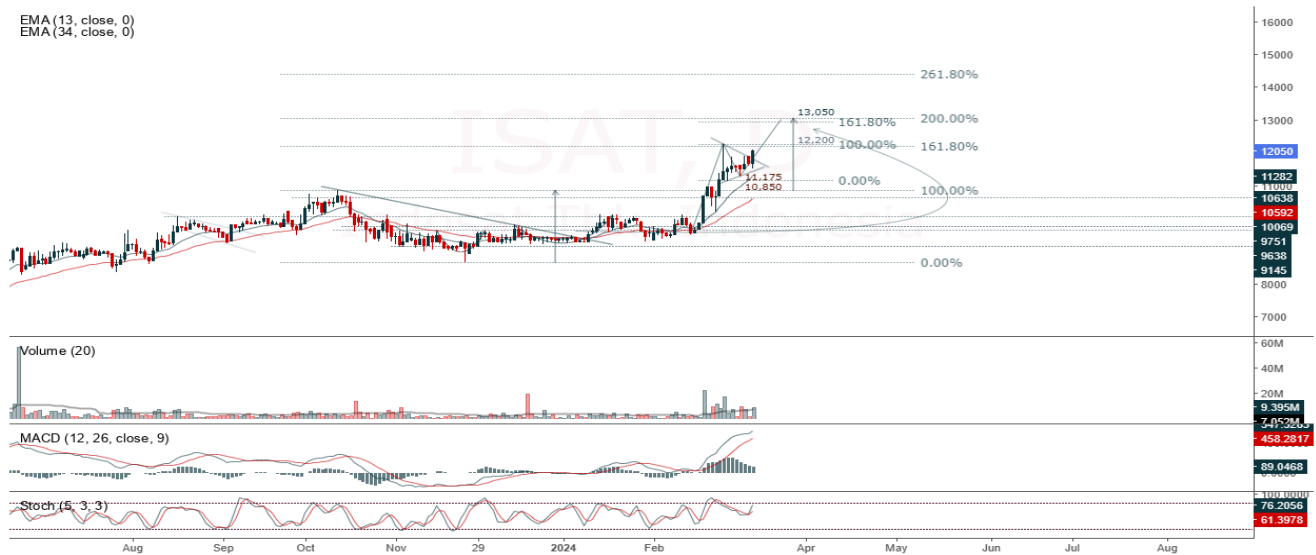 EMA (13, close, 0)
EMA (34, close, 0)
ISAT, D
16000
15000
14000
13000
12050
11282
11000
10638
10592
10069
9751
9638
9145
8000
7000
261.80%
13,050
200.00%
161.80%
12,200
100.00%
161.80%
11,175
0.00%
10,850
100.00%
0.00%
Volume (20)
60M
40M
20M
9.395M
7.052M
MACD (12, 26, close, 9)
458.2817
89.0468
Stoch (5, 3, 3)
100.0000
76.2056
61.3978
Aug Sep Oct Nov 29 2024 Feb Apr May Jun Jul Aug